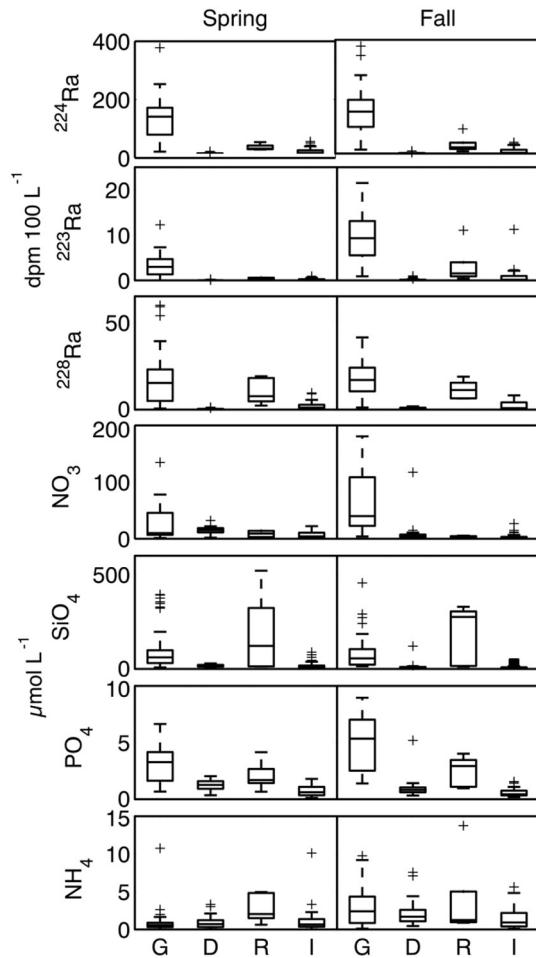 Spring Fall
dpm 100 L⁻¹
²²⁴Ra
400
200
0
²²³Ra
20
10
0
²²⁸Ra
50
0
µmol L⁻¹
NO₃
200
100
0
SiO₄
500
0
PO₄
10
5
0
NH₄
15
10
5
0
G D R I G D R I